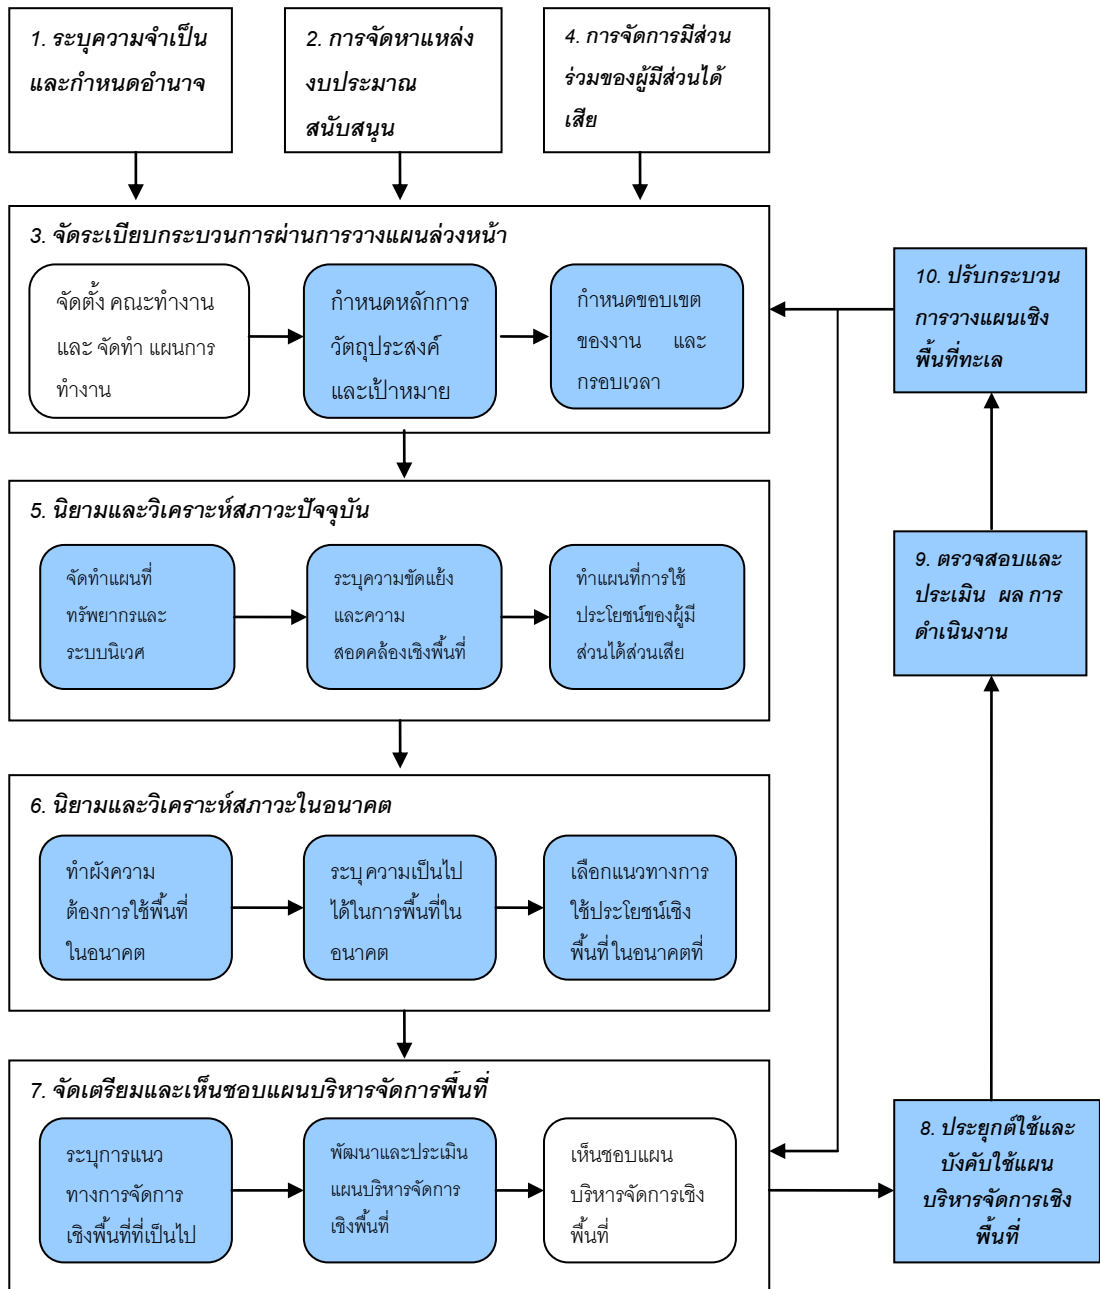 1. ระบุความจำเป็น
และกำหนดอำนาจ
2. การจัดหาแหล่ง
งบประมาณ
สนับสนุน
4. การจัดการมีส่วน
ร่วมของผู้มีส่วนได้
เสีย
3. จัดระเบียบกระบวนการผ่านการวางแผนล่วงหน้า
จัดตั้ง คณะทำงาน
และ จัดทำ แผนการ
ทำงาน
กำหนดหลักการ
วัตถุประสงค์
และเป้าหมาย
กำหนดขอบเขต
ของงาน และ
กรอบเวลา
10. ปรับกระบวน
การวางแผนเชิง
พื้นที่ทะเล
5. นิยามและวิเคราะห์สภาวะปัจจุบัน
จัดทำแผนที่
ทรัพยากรและ
ระบบนิเวศ
ระบุความขัดแย้ง
และความ
สอดคล้องเชิงพื้นที่
ทำแผนที่การใช้
ประโยชน์ของผู้มี
ส่วนได้ส่วนเสีย
9. ตรวจสอบและ
ประเมิน ผล การ
ดำเนินงาน
6. นิยามและวิเคราะห์สภาวะในอนาคต
ทำผังความ
ต้องการใช้พื้นที่
ในอนาคต
ระบุความเป็นไป
ได้ในการพื้นที่ใน
อนาคต
เลือกแนวทางการ
ใช้ประโยชน์เชิง
พื้นที่ ในอนาคตที่
7. จัดเตรียมและเห็นชอบแผนบริหารจัดการพื้นที่
ระบุการแนว
ทางการจัดการ
เชิงพื้นที่ที่เป็นไป
พัฒนาและประเมิน
แผนบริหารจัดการ
เชิงพื้นที่
เห็นชอบแผน
บริหารจัดการเชิง
พื้นที่
8. ประยุกต์ใช้และ
บังคับใช้แผน
บริหารจัดการเชิง
พื้นที่